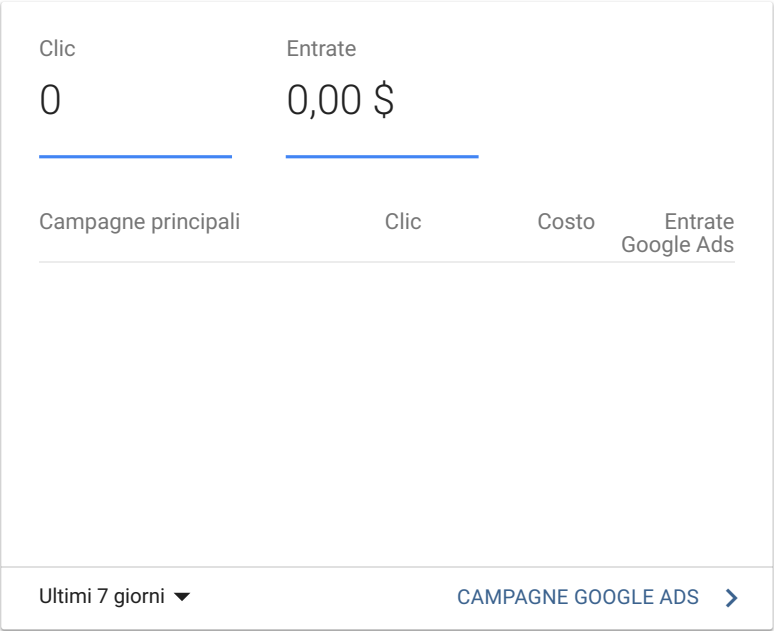 Clic Entrate
0 0,00 $
Campagne principali Clic Costo Entrate
Google Ads
Ultimi 7 giorni CAMPAGNE GOOGLE ADS